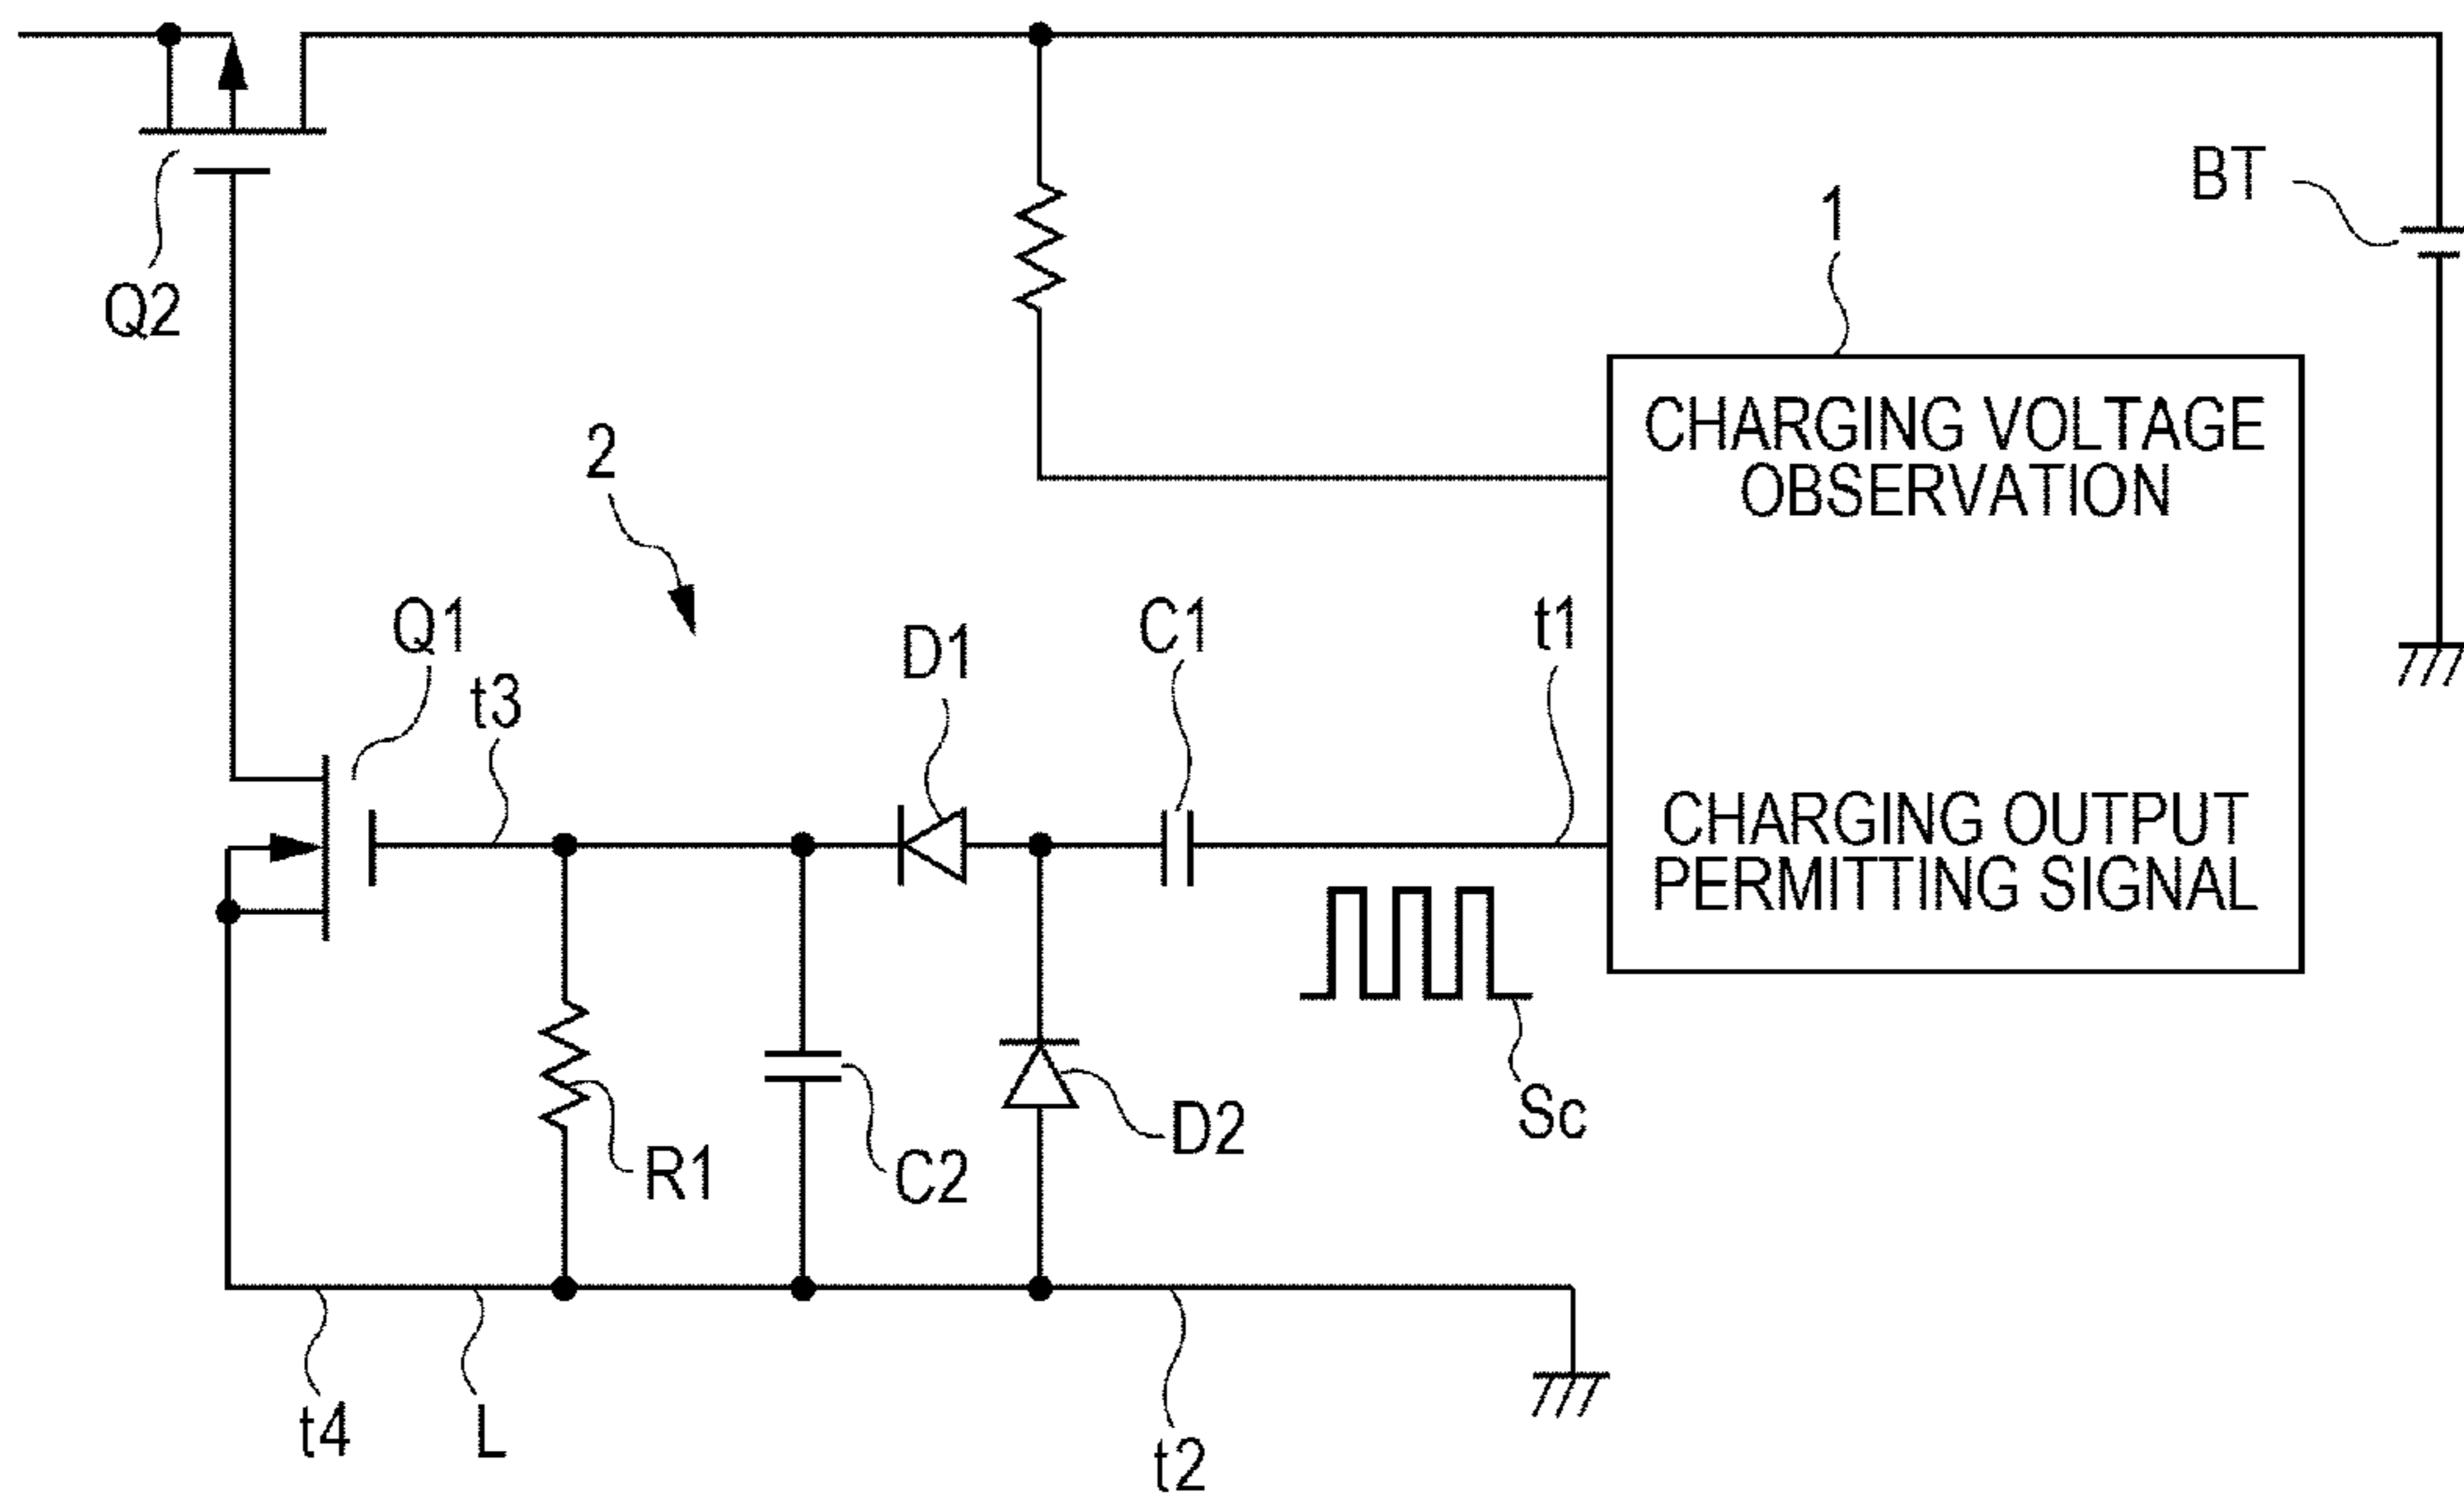 BT
1
Q2
CHARGING VOLTAGE
OBSERVATION
2
Q1
t3
D1
C1
t1
CHARGING OUTPUT
PERMITTING SIGNAL
Sc
D2
R1
C2
t4
L
t2